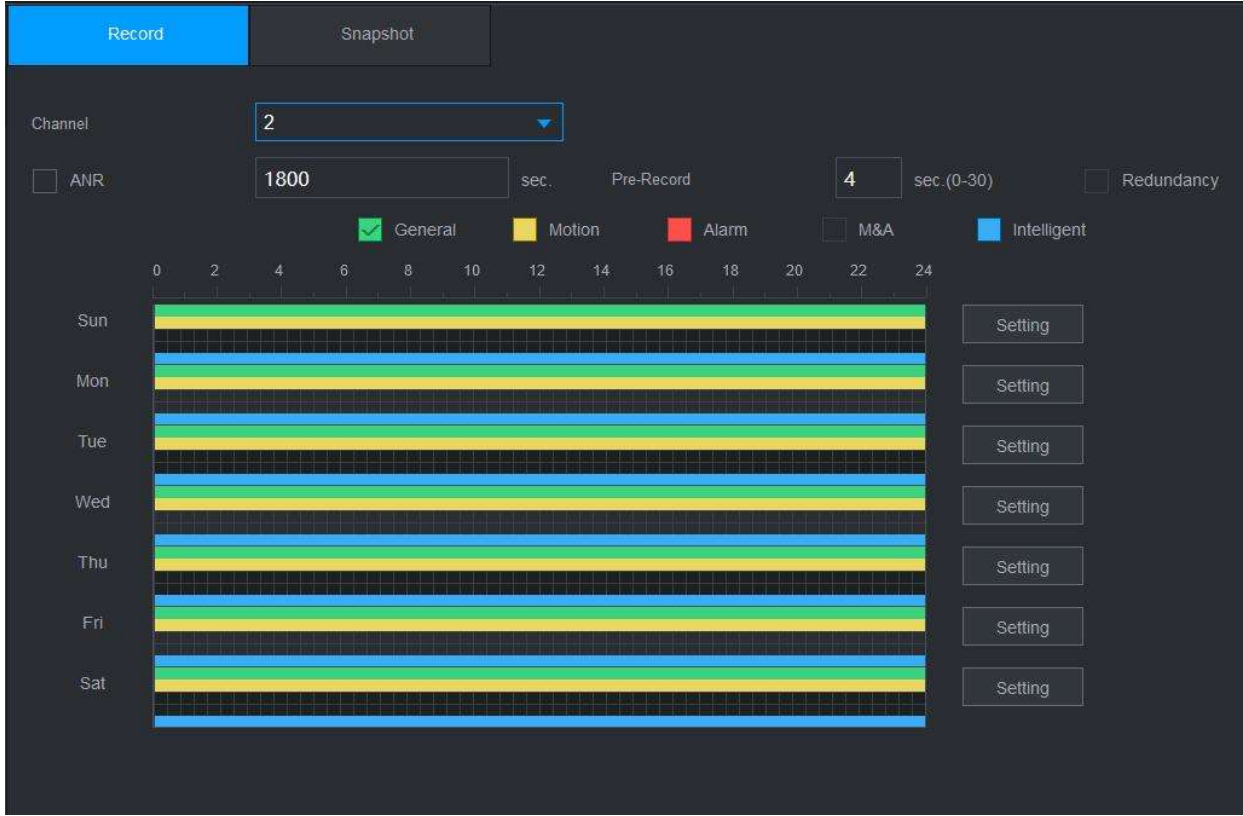 Record Snapshot
Channel 2
ANR 1800 sec. Pre-Record 4 sec.(0-30) Redundancy
General Motion Alarm M&A Intelligent
0 2 4 6 8 10 12 14 16 18 20 22 24
Sun Setting
Mon Setting
Tue Setting
Wed Setting
Thu Setting
Fri Setting
Sat Setting